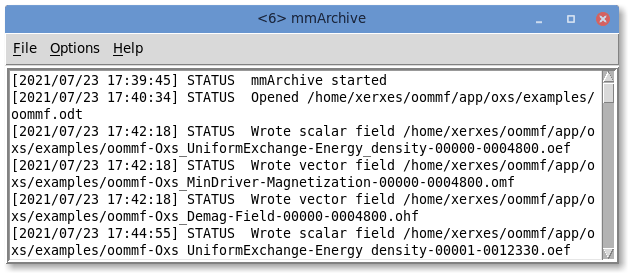 <6> mmArchive
File Options Help
[2021/07/23 17:39:45] STATUS  mmArchive started
[2021/07/23 17:40:34] STATUS  Opened /home/xerxes/oommf/app/oxs/examples/
oommf.odt
[2021/07/23 17:42:18] STATUS  Wrote scalar field /home/xerxes/oommf/app/o
xs/examples/oommf-Oxs_UniformExchange-Energy_density-00000-0004800.oef
[2021/07/23 17:42:18] STATUS  Wrote vector field /home/xerxes/oommf/app/o
xs/examples/oommf-Oxs_MinDriver-Magnetization-00000-0004800.omf
[2021/07/23 17:42:18] STATUS  Wrote vector field /home/xerxes/oommf/app/o
xs/examples/oommf-Oxs_Demag-Field-00000-0004800.ohf
[2021/07/23 17:44:55] STATUS  Wrote scalar field /home/xerxes/oommf/app/o
xs/examples/oommf-Oxs UniformExchange-Energy density-00001-0012330.oef